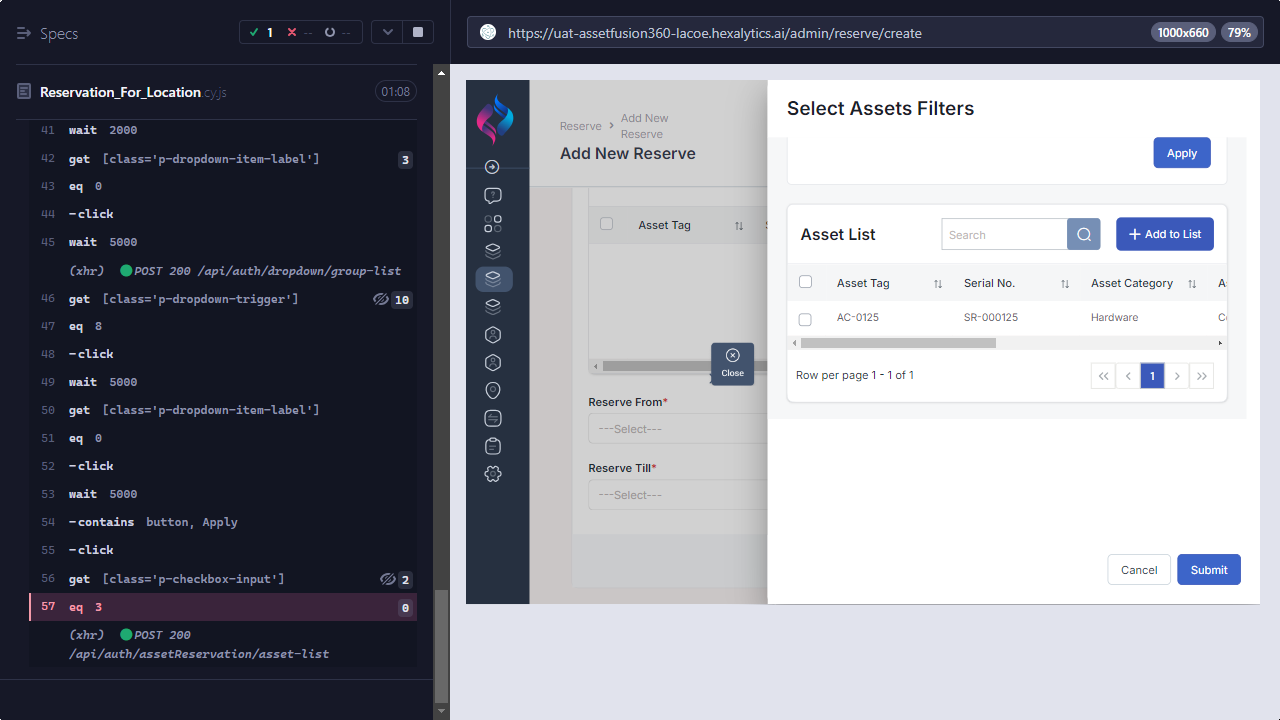 Specs
1
--
--
Reservation_For_Location.cy.js
01:08
41 wait 2000
42 get [class='p-dropdown-item-label'] 3
43 eq 0
44 -click
45 wait 5000
(xhr) POST 200 /api/auth/dropdown/group-list
46 get [class='p-dropdown-trigger'] 10
47 eq 8
48 -click
49 wait 5000
50 get [class='p-dropdown-item-label']
51 eq 0
52 -click
53 wait 5000
54 -contains button, Apply
55 -click
56 get [class='p-checkbox-input'] 2
57 eq 3 0
(xhr) POST 200
/api/auth/assetReservation/asset-list
https://uat-assetfusion360-lacoe.hexalytics.ai/admin/reserve/create
1000x660
79%
Reserve > Add New
Reserve
Add New Reserve
Asset Tag
Close
Reserve From*
---Select---
Reserve Till*
---Select---
Select Assets Filters
Apply
Asset List
Search
+ Add to List
Asset Tag Serial No. Asset Category
AC-0125 SR-000125 Hardware
Row per page 1 - 1 of 1
1
Cancel
Submit